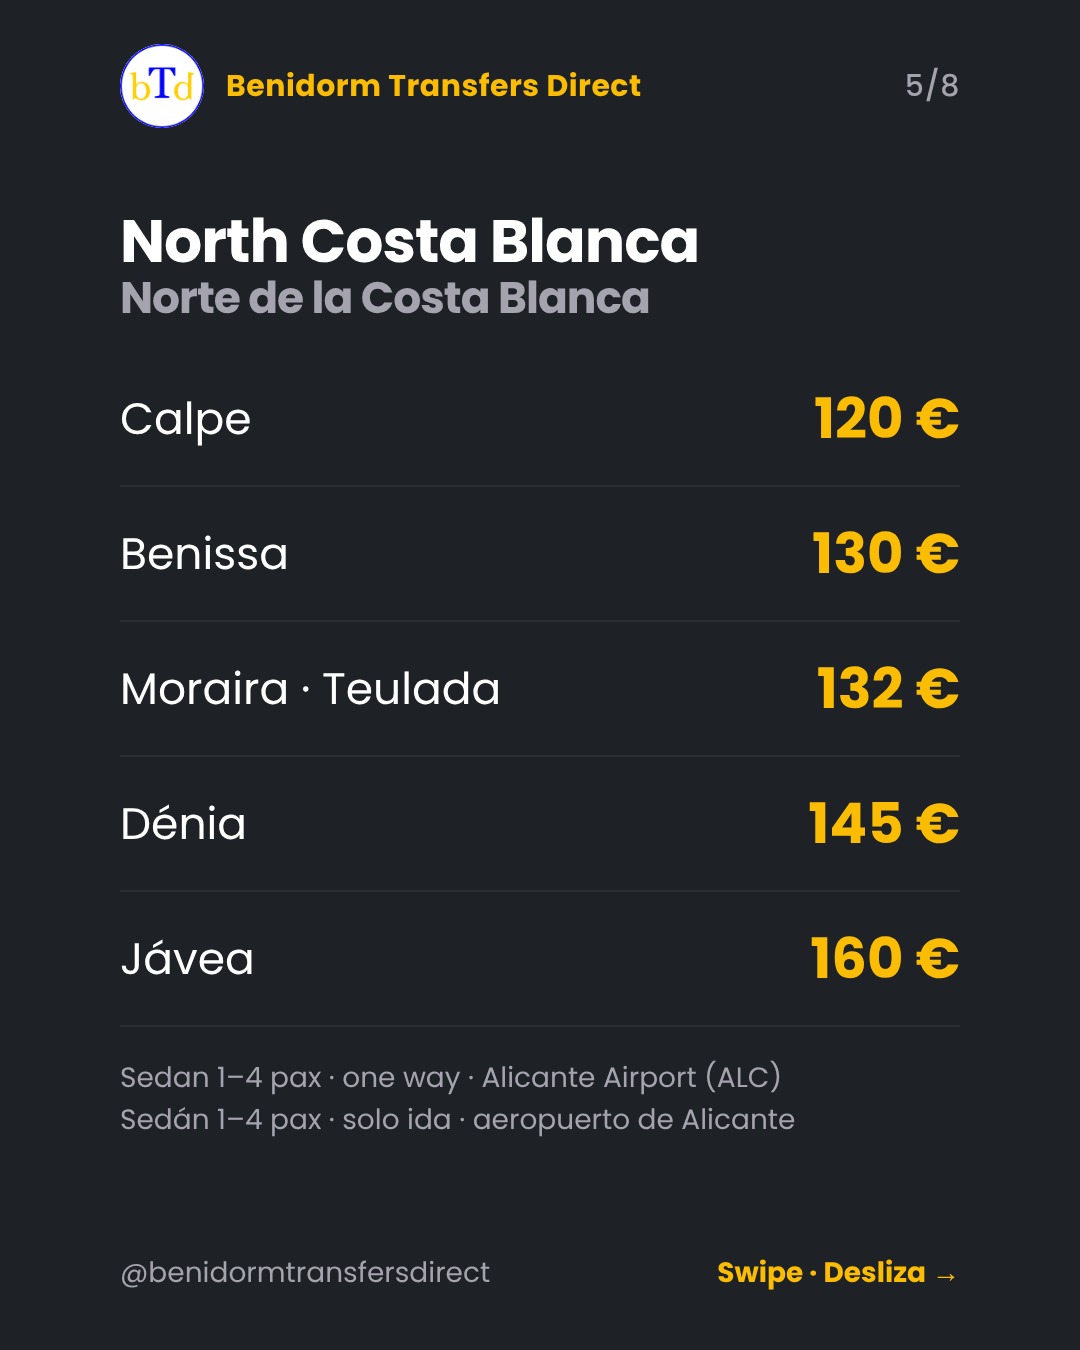 bTd
Benidorm Transfers Direct
5/8
North Costa Blanca
Norte de la Costa Blanca
Calpe 120 €
Benissa 130 €
Moraira · Teulada 132 €
Dénia 145 €
Jávea 160 €
Sedan 1–4 pax · one way · Alicante Airport (ALC)
Sedán 1–4 pax · solo ida · aeropuerto de Alicante
@benidormtransfersdirect
Swipe · Desliza →